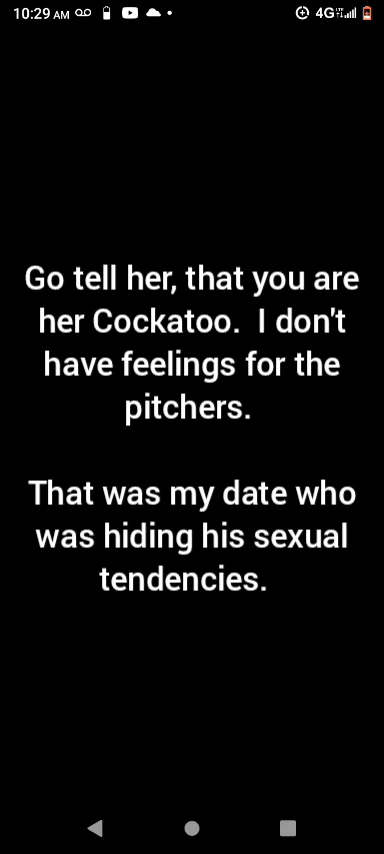 10:29 AM
4G LTE
Go tell her, that you are
her Cockatoo.  I don't
have feelings for the
pitchers.
That was my date who
was hiding his sexual
tendencies.